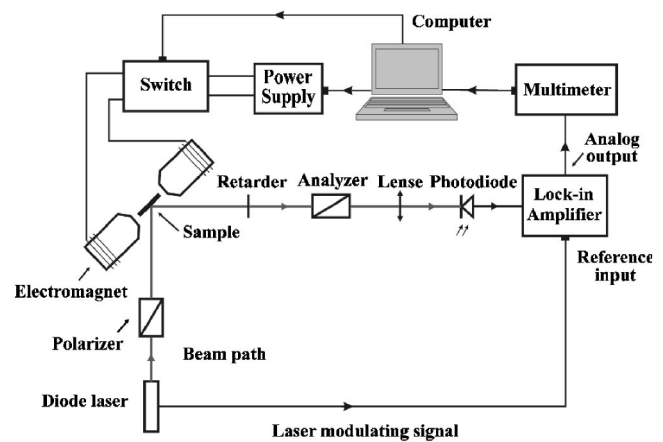 Computer
Switch
Power
Supply
Multimeter
Analog
output
Retarder
Analyzer
Lense
Photodiode
Lock-in
Amplifier
Sample
Reference
input
Electromagnet
Polarizer
Beam path
Diode laser
Laser modulating signal